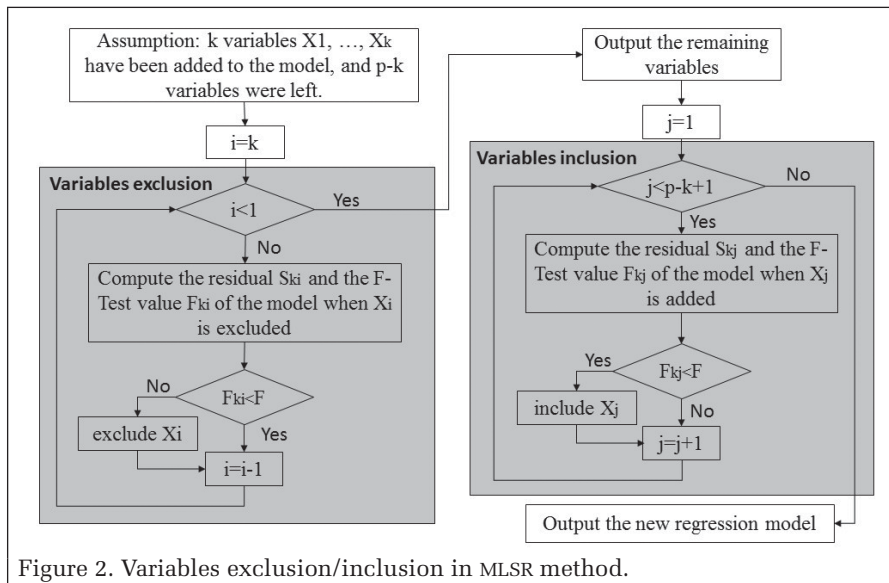 Assumption: k variables X1, …, Xk
have been added to the model, and p-k
variables were left.
i=k
Variables exclusion
i<1
Yes
No
Compute the residual Ski and the F-
Test value Fki of the model when Xi
is excluded
Fki<F
No
exclude Xi
Yes
i=i-1
Output the remaining
variables
j=1
Variables inclusion
j<p-k+1
No
Yes
Compute the residual Skj and the F-
Test value Fkj of the model when Xj
is added
Fkj<F
Yes
include Xj
No
j=j+1
Output the new regression model
Figure 2. Variables exclusion/inclusion in MLSR method.